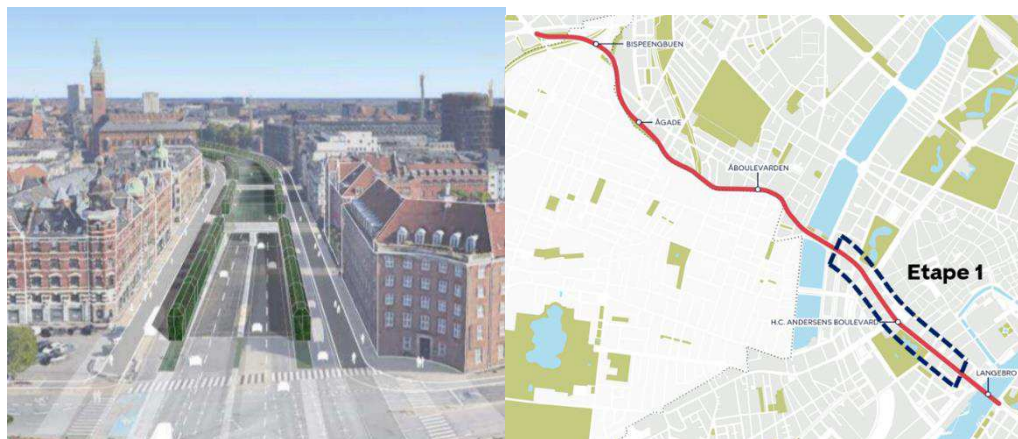 BISPEENGBUEN
ÅGADE
ÅBOULEVARDEN
Etape 1
H.C. ANDERSENS BOULEVARD
LANGEBRO